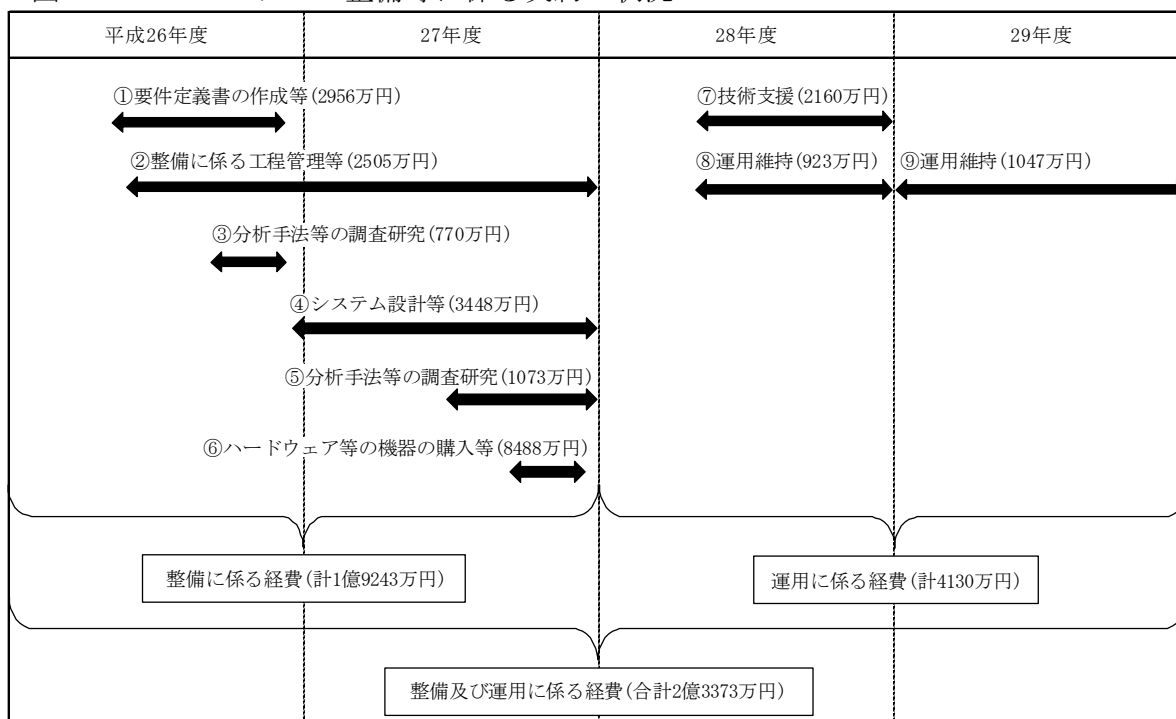 平成26年度 27年度 28年度 29年度
①要件定義書の作成等(2956万円) ⑦技術支援(2160万円)
②整備に係る工程管理等(2505万円) ⑧運用維持(923万円) ⑨運用維持(1047万円)
③分析手法等の調査研究(770万円)
④システム設計等(3448万円)
⑤分析手法等の調査研究(1073万円)
⑥ハードウェア等の機器の購入等(8488万円)
整備に係る経費(計1億9243万円) 運用に係る経費(計4130万円)
整備及び運用に係る経費(合計2億3373万円)